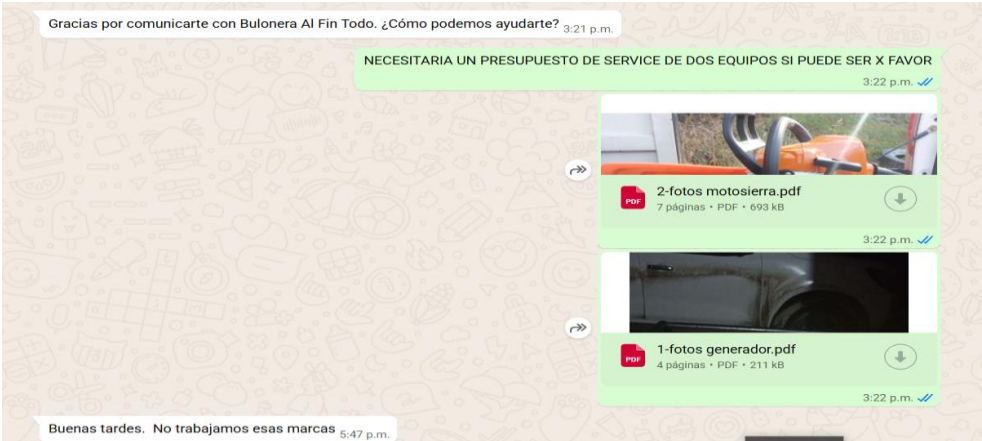 Gracias por comunicarte con Bulonera Al Fin Todo. ¿Cómo podemos ayudarte? 3:21 p.m.
NECESITARIA UN PRESUPUESTO DE SERVICE DE DOS EQUIPOS SI PUEDE SER X FAVOR
3:22 p.m.
2-fotos motosierra.pdf
PDF
7 páginas • PDF • 693 kB
3:22 p.m.
1-fotos generador.pdf
PDF
4 páginas • PDF • 211 kB
3:22 p.m.
Buenas tardes. No trabajamos esas marcas 5:47 p.m.